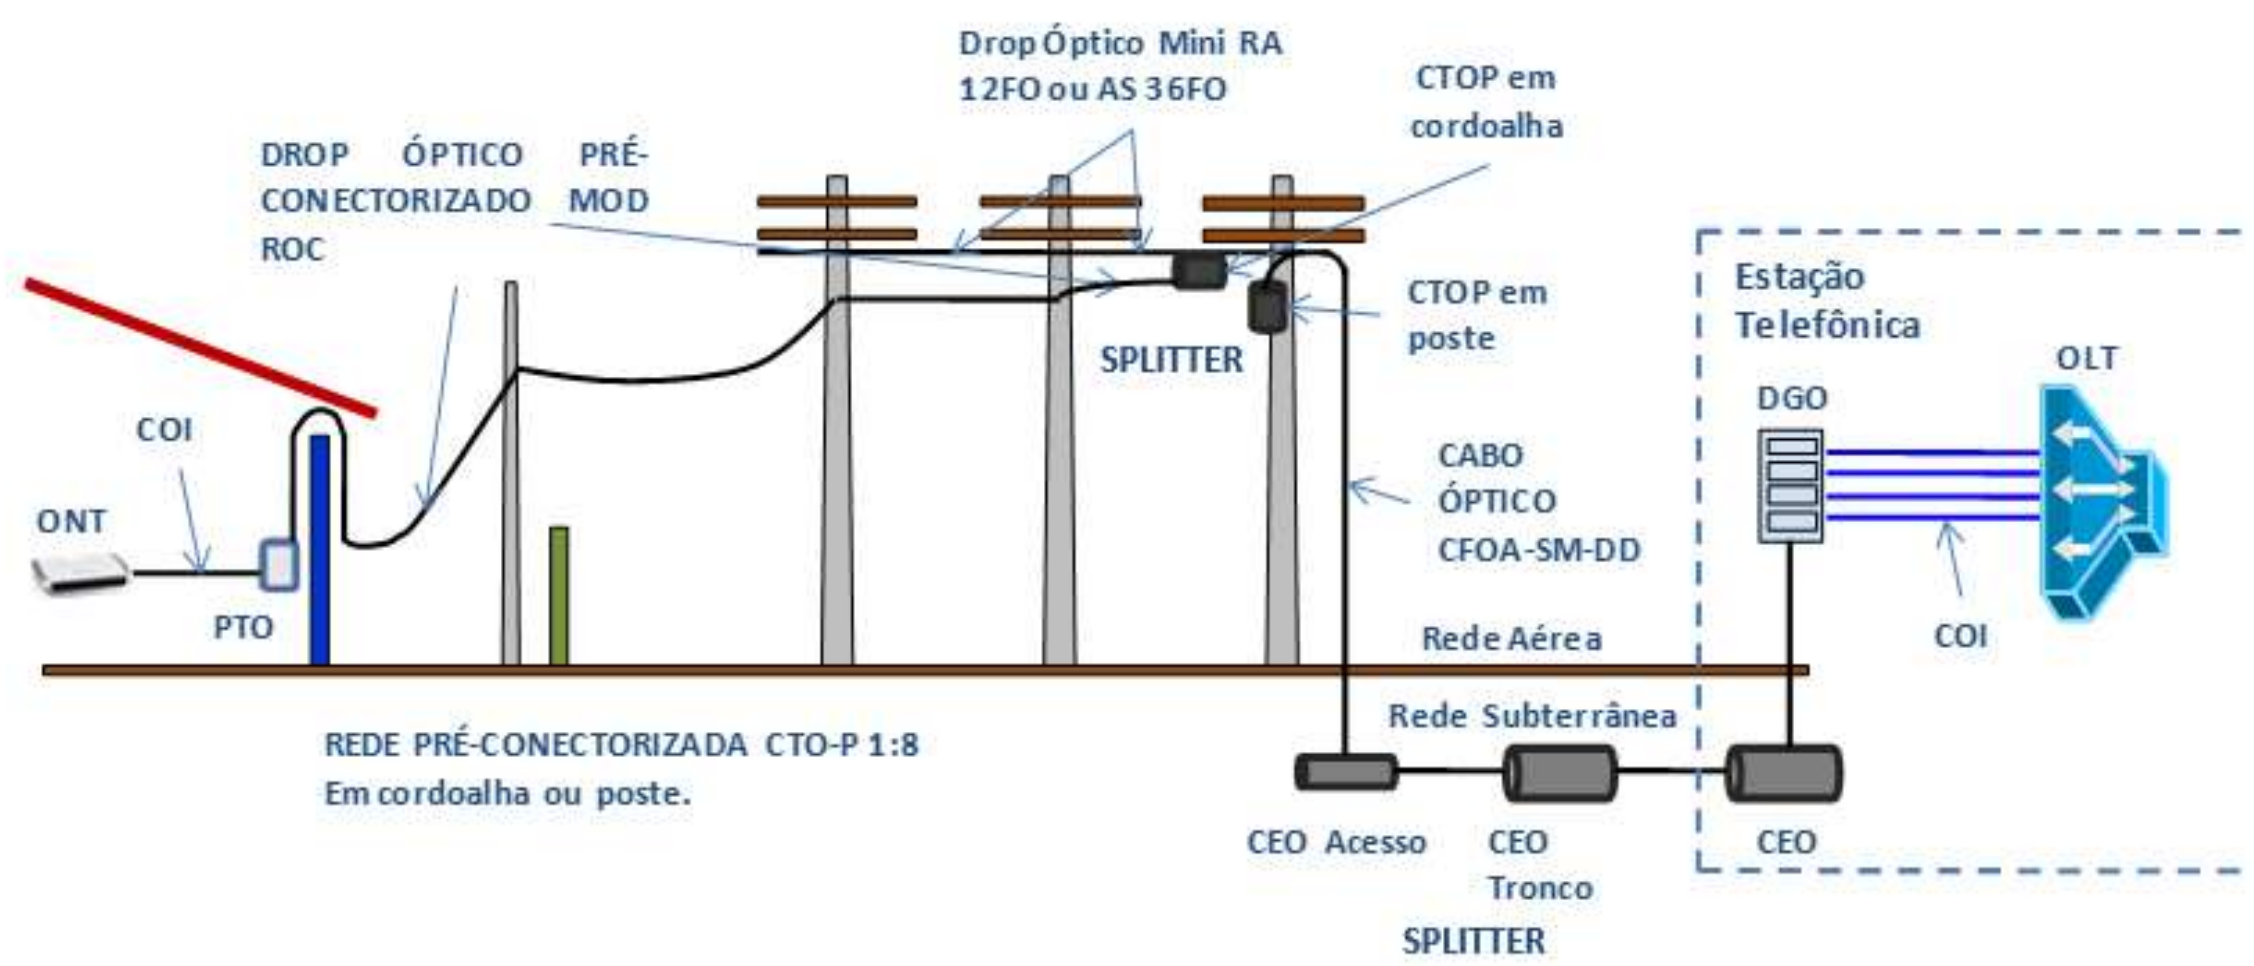 Drop Óptico Mini RA
12FO ou AS 36FO
CTOP em
cordoalha
DROP ÓPTICO PRÉ-
CONECTORIZADO MOD
ROC
Estação
Telefônica
CTOP em
poste
SPLITTER
OLT
DGO
COI
CABO
ÓPTICO
CFOA-SM-DD
ONT
PTO
Rede Aérea
COI
Rede Subterrânea
REDE PRÉ-CONECTORIZADA CTO-P 1:8
Em cordoalha ou poste.
CEO Acesso
CEO
Tronco
CEO
SPLITTER